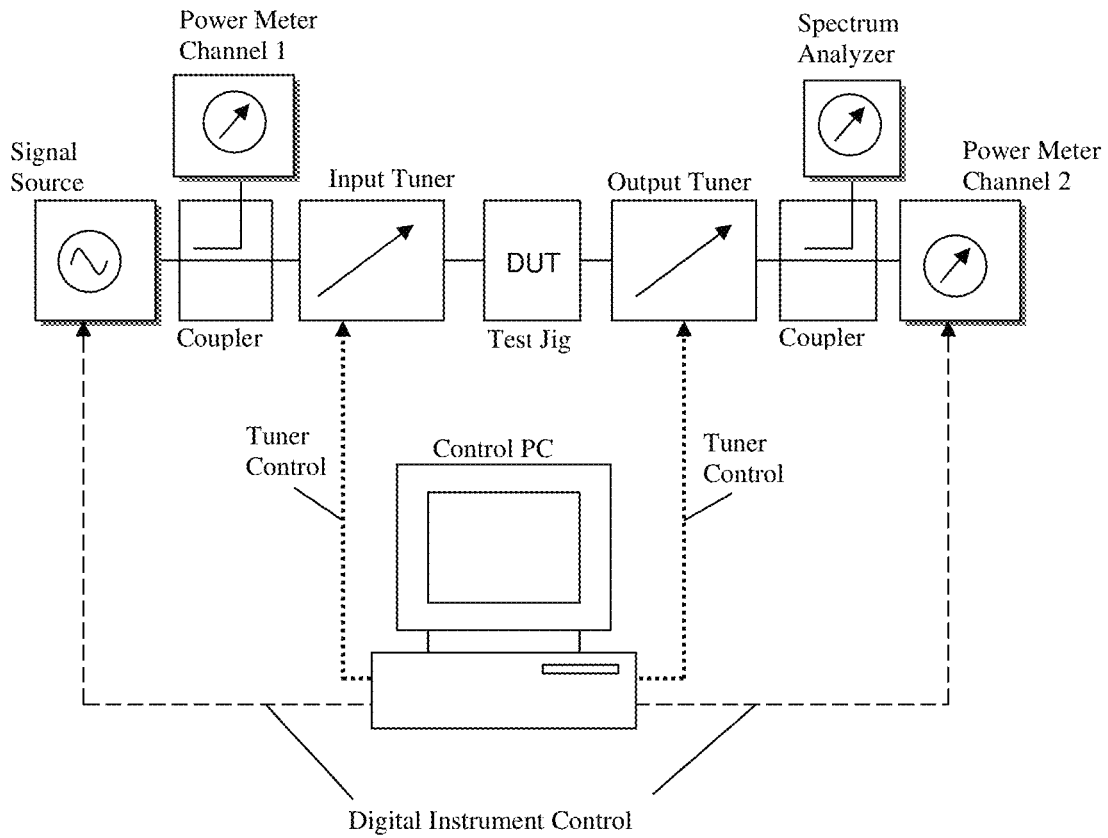 Power Meter
Channel 1
Spectrum
Analyzer
Signal
Source
Input Tuner
Output Tuner
Power Meter
Channel 2
DUT
Coupler
Test Jig
Coupler
Tuner
Control
Control PC
Tuner
Control
Digital Instrument Control